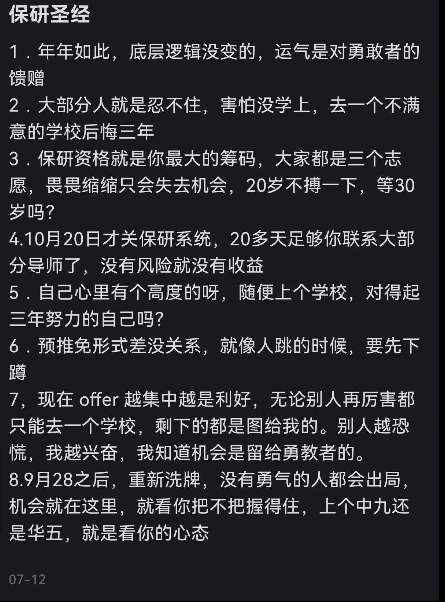 保研圣经
1．年年如此，底层逻辑没变的，运气是对勇敢者的
馈赠
2．大部分人就是忍不住，害怕没学上，去一个不满
意的学校后悔三年
3．保研资格就是你最大的筹码，大家都是三个志
愿，畏畏缩缩只会失去机会，20岁不搏一下，等30
岁吗？
4.10月20日才关保研系统，20多天足够你联系大部
分导师了，没有风险就没有收益
5．自己心里有个高度的呀，随便上个学校，对得起
三年努力的自己吗？
6．预推免形式差没关系，就像人跳的时候，要先下
蹲
7，现在 offer 越集中越是利好，无论别人再厉害都
只能去一个学校，剩下的都是图给我的。别人越恐
慌，我越兴奋，我知道机会是留给勇教者的。
8.9月28之后，重新洗牌，没有勇气的人都会出局，
机会就在这里，就看你把不把握得住，上个中九还
是华五，就是看你的心态
07-12